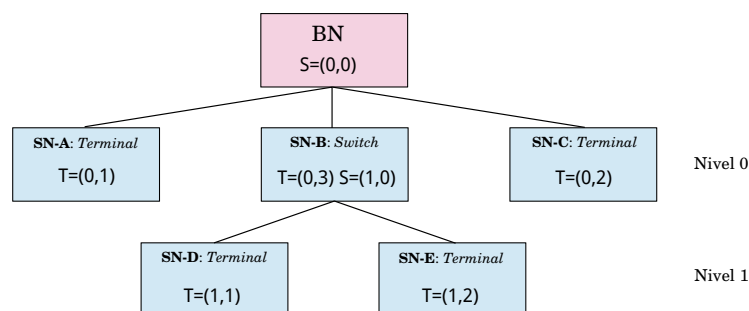 BN
S=(0,0)
SN-A: Terminal
T=(0,1)
SN-B: Switch
T=(0,3) S=(1,0)
SN-C: Terminal
T=(0,2)
Nivel 0
SN-D: Terminal
T=(1,1)
SN-E: Terminal
T=(1,2)
Nivel 1